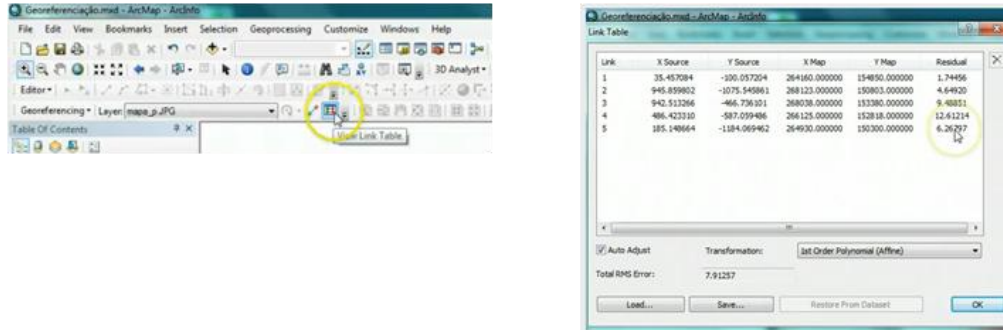 Georeferenciação.mxd - ArcMap - ArcInfo
File Edit View Bookmarks Insert Selection Geoprocessing Customize Windows Help
3D Analyst
Editor
Georeferencing Layer: mapa_p.JPG
View Link Table
Table Of Contents
Georeferenciação.mxd - ArcMap - ArcInfo
Link Table
Link X Source Y Source X Map Y Map Residual
1 35.457084 -100.057204 264160.000000 154850.000000 1.74456
2 945.859802 -1075.545861 268123.000000 150803.000000 4.64920
3 942.513266 -466.736101 268038.000000 153380.000000 9.48851
4 486.423310 -587.059486 266125.000000 152818.000000 12.61214
5 185.148664 -1184.069462 264930.000000 150300.000000 6.26797
Auto Adjust Transformation: 1st Order Polynomial (Affine)
Total RMS Error: 7.91257
Load... Save... Restore From Dataset OK